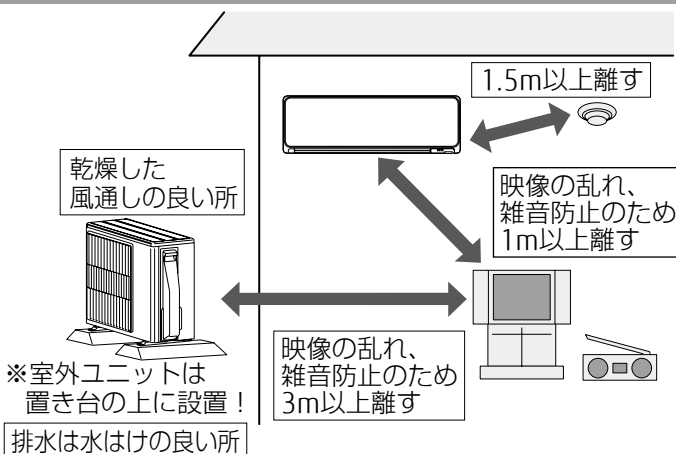 1.5m以上離す
乾燥した
風通しの良い所
映像の乱れ、
雑音防止のため
1m以上離す
映像の乱れ、
雑音防止のため
3m以上離す
※室外ユニットは
置き台の上に設置！
排水は水はけの良い所